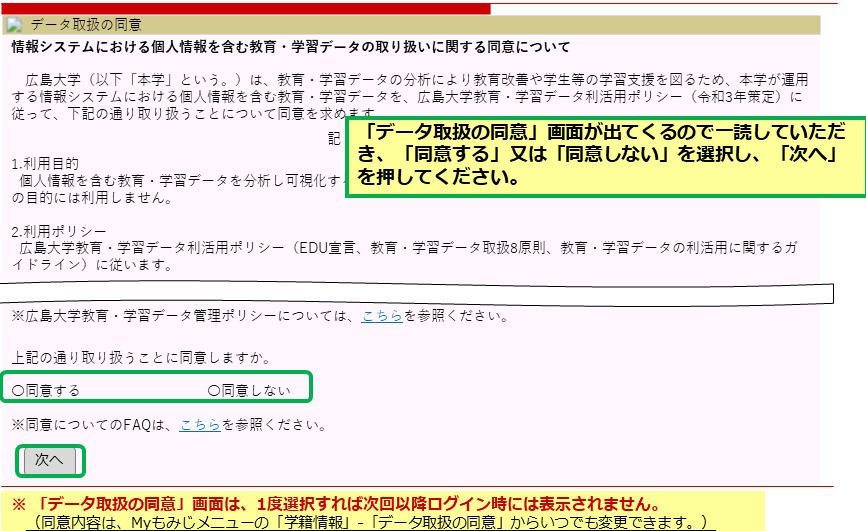 データ取扱の同意
情報システムにおける個人情報を含む教育・学習データの取り扱いに関する同意について
広島大学（以下「本学」という。）は、教育・学習データの分析により教育改善や学生等の学習支援を図るため、本学が運用
する情報システムにおける個人情報を含む教育・学習データを、広島大学教育・学習データ利活用ポリシー（令和3年策定）に
従って、下記の通り取り扱うことについて同意を求めます
記
「データ取扱の同意」画面が出てくるので一読していただ
き、「同意する」又は「同意しない」を選択し、「次へ」
を押してください。
1.利用目的
個人情報を含む教育・学習データを分析し可視化す
の目的には利用しません。
2.利用ポリシー
広島大学教育・学習データ利活用ポリシー（EDU宣言、教育・学習データ取扱8原則、教育・学習データの利活用に関するガ
イドライン）に従います。
※広島大学教育・学習データ管理ポリシーについては、こちらを参照ください。
上記の通り取り扱うことに同意しますか。
○同意する ○同意しない
※同意についてのFAQは、こちらを参照ください。
次へ
※ 「データ取扱の同意」画面は、1度選択すれば次回以降ログイン時には表示されません。
（同意内容は、Myもみじメニューの「学籍情報」-「データ取扱の同意」からいつでも変更できます。）